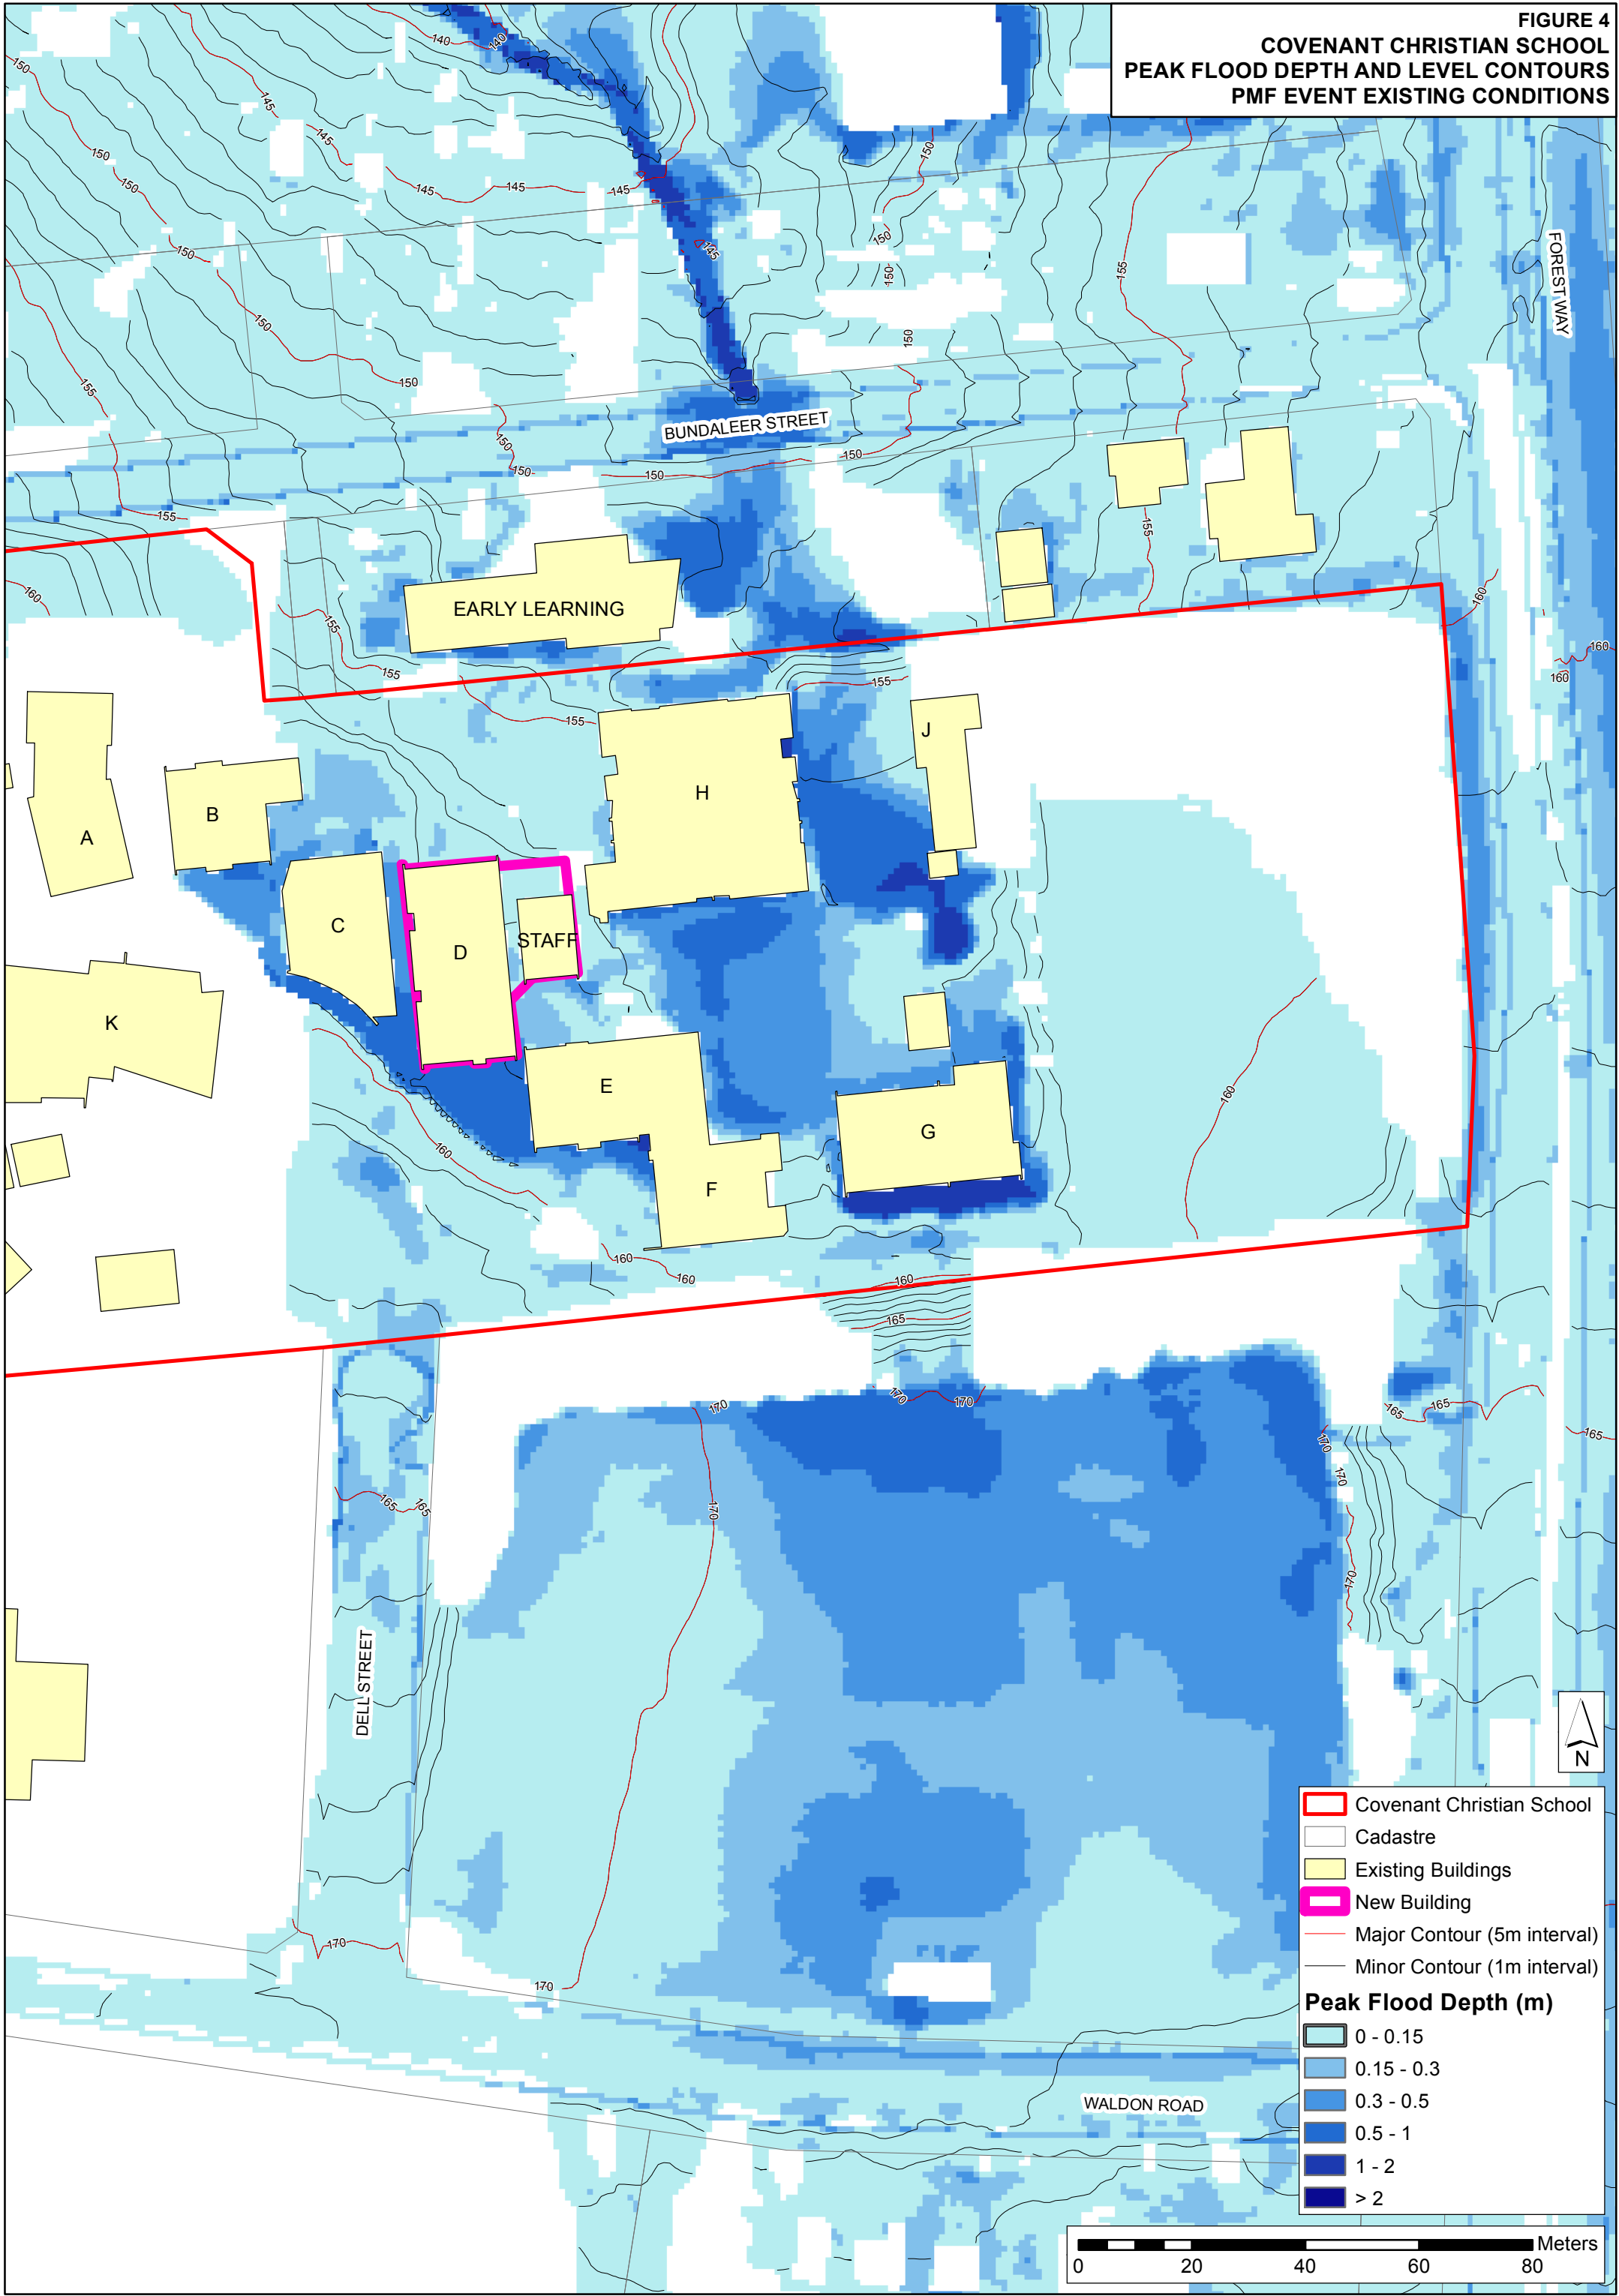 FIGURE 4
COVENANT CHRISTIAN SCHOOL
PEAK FLOOD DEPTH AND LEVEL CONTOURS
PMF EVENT EXISTING CONDITIONS
140
140
150
145
145
150
150
145
145
145
150
150
145
150
150
155
FOREST WAY
150
150
150
155
BUNDALEER STREET
150
150
150
150
155
155
160
EARLY LEARNING
155
155
160
160
160
155
155
J
H
B
A
C
D
STAFF
K
E
G
F
160
160
160
160
160
165
170
170
170
165
165
165
170
170
170
165
165
170
DELL STREET
170
170
N
Covenant Christian School
Cadastre
Existing Buildings
New Building
Major Contour (5m interval)
Minor Contour (1m interval)
Peak Flood Depth (m)
0 - 0.15
0.15 - 0.3
0.3 - 0.5
0.5 - 1
1 - 2
> 2
WALDON ROAD
Meters
0 20 40 60 80